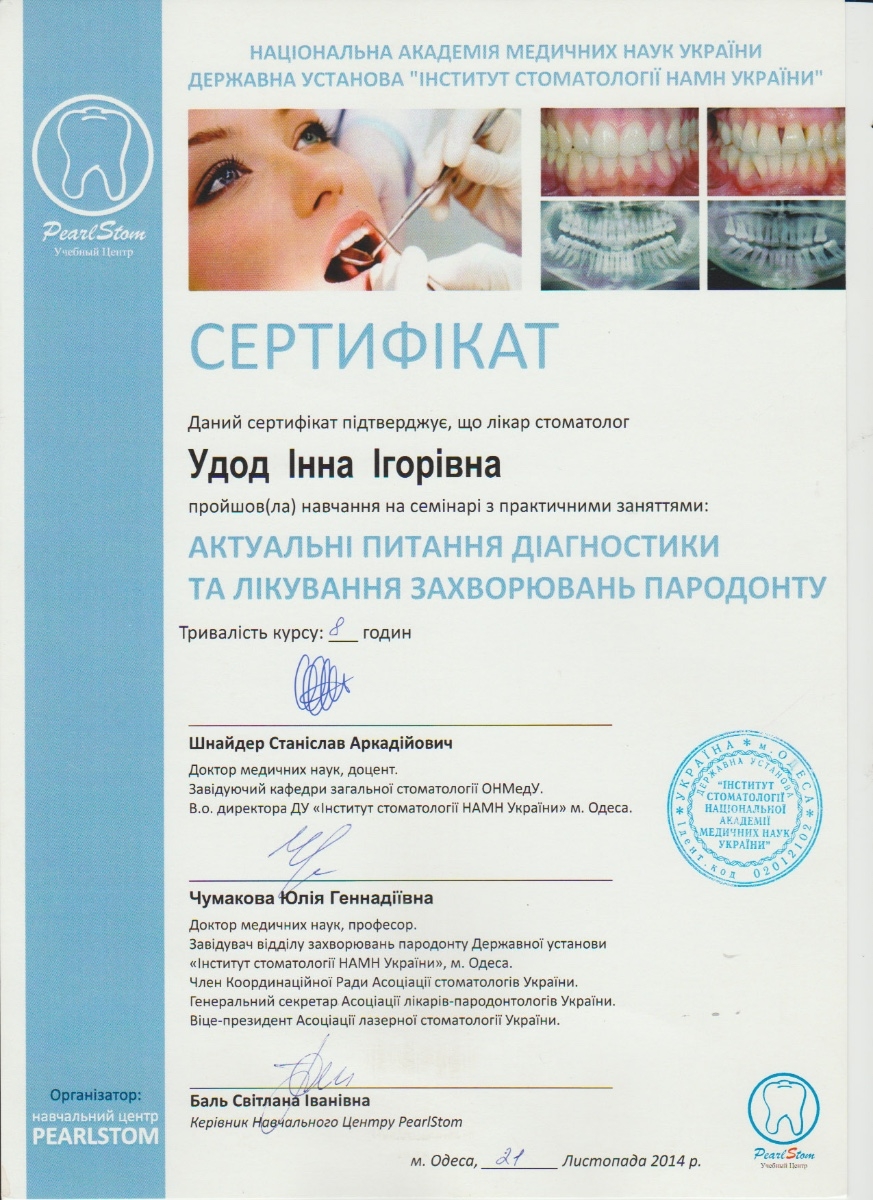 НАЦІОНАЛЬНА АКАДЕМІЯ МЕДИЧНИХ НАУК УКРАЇНИ
ДЕРЖАВНА УСТАНОВА "ІНСТИТУТ СТОМАТОЛОГІЇ НАМН УКРАЇНИ"
PearlStom
Учебный Центр
СЕРТИФІКАТ
Даний сертифікат підтверджує, що лікар стоматолог
Удод Інна Ігорівна
пройшов(ла) навчання на семінарі з практичними заняттями:
АКТУАЛЬНІ ПИТАННЯ ДІАГНОСТИКИ
ТА ЛІКУВАННЯ ЗАХВОРЮВАНЬ ПАРОДОНТУ
Тривалість курсу: 8 годин
Шнайдер Станіслав Аркадійович
Доктор медичних наук, доцент.
Завідуючий кафедри загальної стоматології ОНМедУ.
В.о. директора ДУ «Інститут стоматології НАМН України» м. Одеса.
УКРАЇНА * м. ОДЕСА * Ідент. код 02012102
ДЕРЖАВНА УСТАНОВА
"ІНСТИТУТ
СТОМАТОЛОГІЇ
НАЦІОНАЛЬНОЇ
АКАДЕМІЇ
МЕДИЧНИХ НАУК
УКРАЇНИ"
Чумакова Юлія Геннадіївна
Доктор медичних наук, професор.
Завідувач відділу захворювань пародонту Державної установи
«Інститут стоматології НАМН України», м. Одеса.
Член Координаційної Ради Асоціації стоматологів України.
Генеральний секретар Асоціації лікарів-пародонтологів України.
Віце-президент Асоціації лазерної стоматології України.
Баль Світлана Іванівна
Керівник Навчального Центру PearlStom
Організатор:
навчальний центр
PEARLSTOM
PearlStom
Учебный Центр
м. Одеса, 21 Листопада 2014 р.